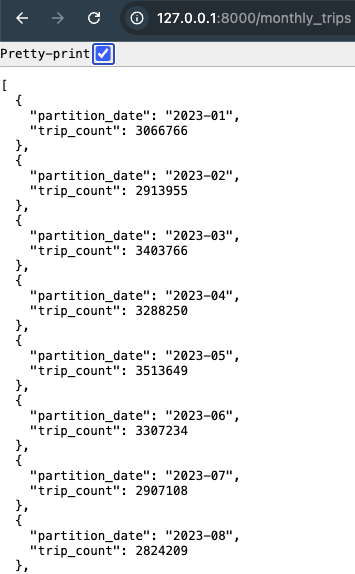 127.0.0.1:8000/monthly_trips
Pretty-print
[
  {
    "partition_date": "2023-01",
    "trip_count": 3066766
  },
  {
    "partition_date": "2023-02",
    "trip_count": 2913955
  },
  {
    "partition_date": "2023-03",
    "trip_count": 3403766
  },
  {
    "partition_date": "2023-04",
    "trip_count": 3288250
  },
  {
    "partition_date": "2023-05",
    "trip_count": 3513649
  },
  {
    "partition_date": "2023-06",
    "trip_count": 3307234
  },
  {
    "partition_date": "2023-07",
    "trip_count": 2907108
  },
  {
    "partition_date": "2023-08",
    "trip_count": 2824209
  },